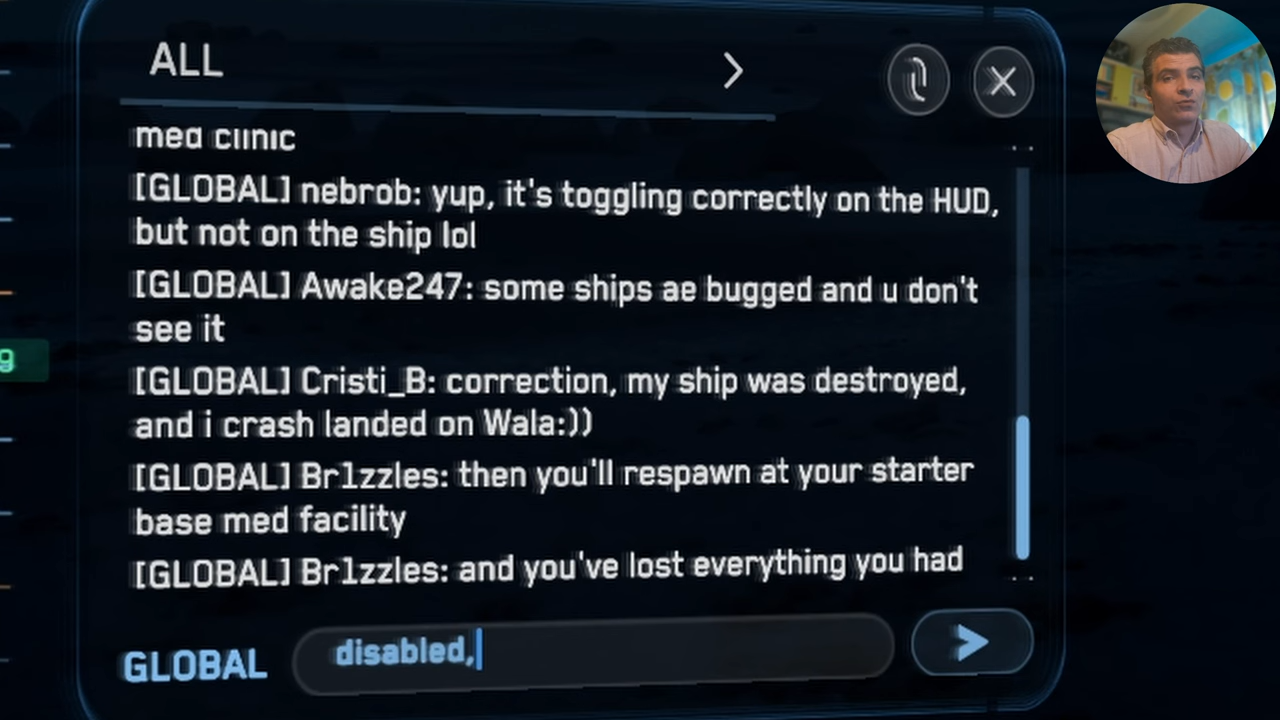 ALL
med clinic
[GLOBAL] nebrob: yup, it's toggling correctly on the HUD,
but not on the ship lol
[GLOBAL] Awake247: some ships ae bugged and u don't
see it
[GLOBAL] Cristi_B: correction, my ship was destroyed,
and i crash landed on Wala:))
[GLOBAL] Br1zzles: then you'll respawn at your starter
base med facility
[GLOBAL] Br1zzles: and you've lost everything you had
g
GLOBAL disabled,